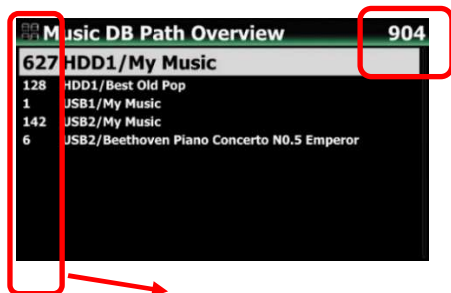 Music DB Path Overview 904
627 HDD1/My Music
128 HDD1/Best Old Pop
1 USB1/My Music
142 USB2/My Music
6 USB2/Beethoven Piano Concerto N0.5 Emperor